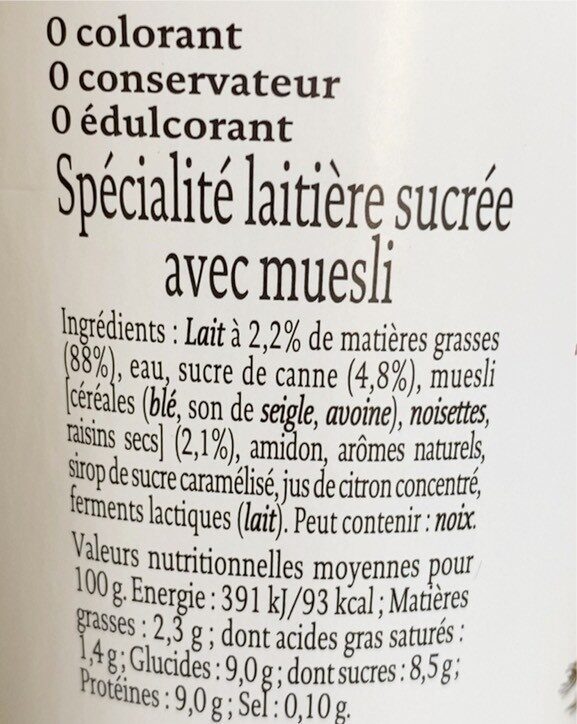 0 colorant
0 conservateur
0 édulcorant
Spécialité laitière sucrée
avec muesli
Ingrédients : Lait à 2,2% de matières grasses
(88%), eau, sucre de canne (4,8%), muesli
[céréales (blé, son de seigle, avoine), noisettes,
raisins secs] (2,1%), amidon, arômes naturels,
sirop de sucre caramélisé, jus de citron concentré,
ferments lactiques (lait). Peut contenir : noix.
Valeurs nutritionnelles moyennes pour
100 g. Energie : 391 kJ/93 kcal ; Matières
grasses : 2,3 g ; dont acides gras saturés :
1,4 g ; Glucides : 9,0 g ; dont sucres : 8,5 g ;
Protéines : 9,0 g ; Sel : 0,10 g.